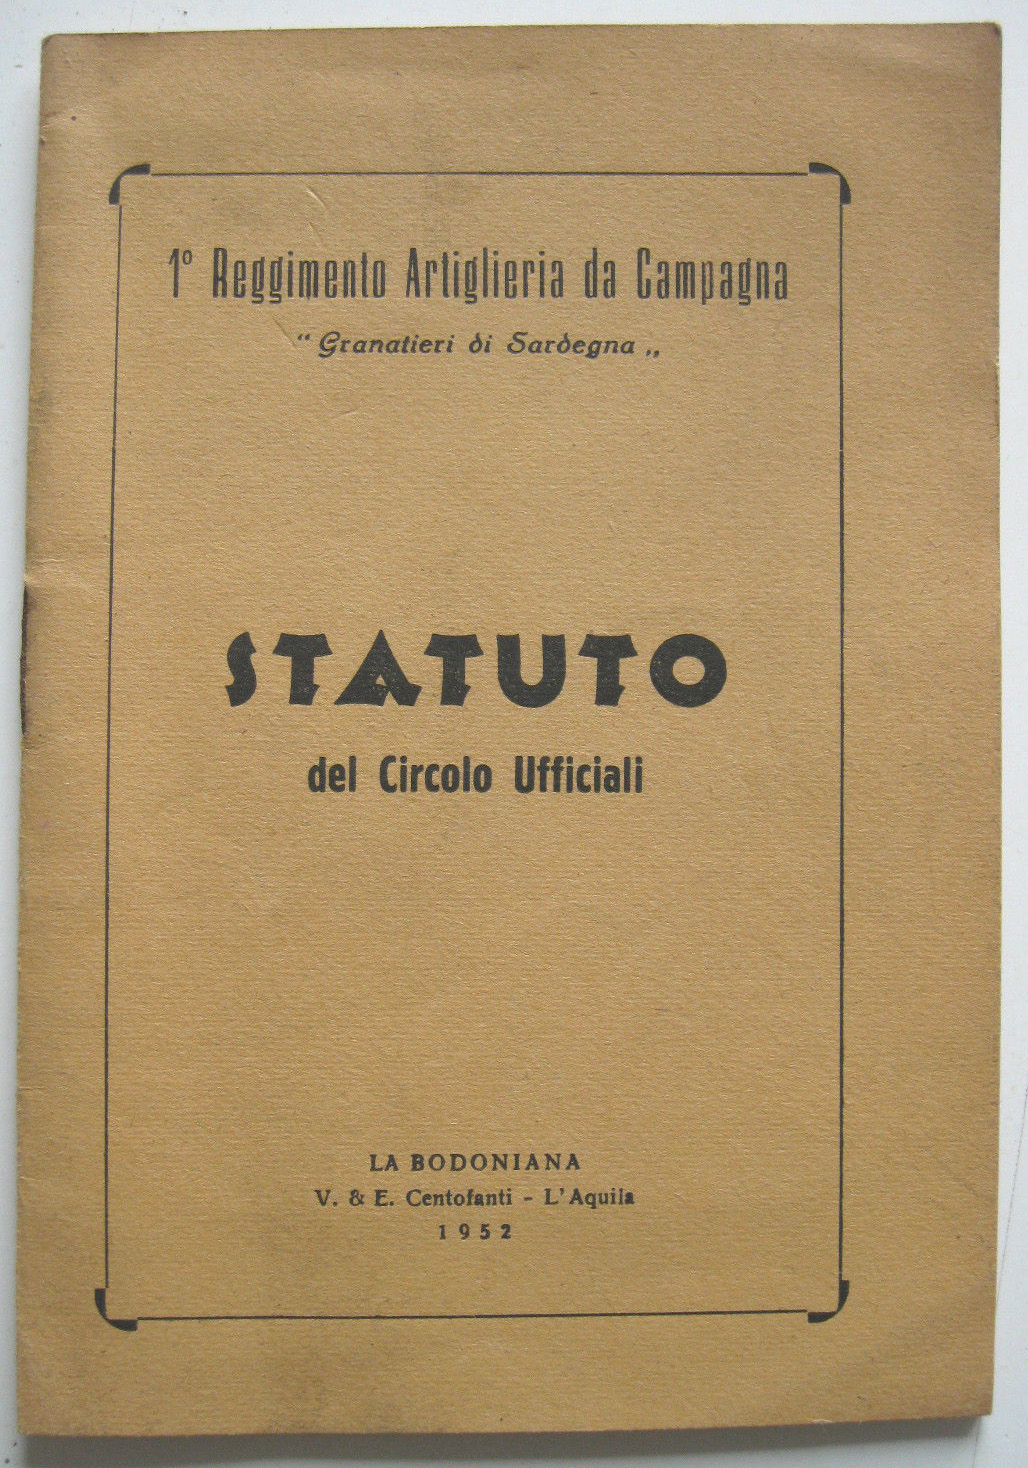 1º Reggimento Artiglieria da Campagna
“ Granatieri di Sardegna „
STATUTO
del Circolo Ufficiali
LA BODONIANA
V. & E. Centofanti - L'Aquila
1952